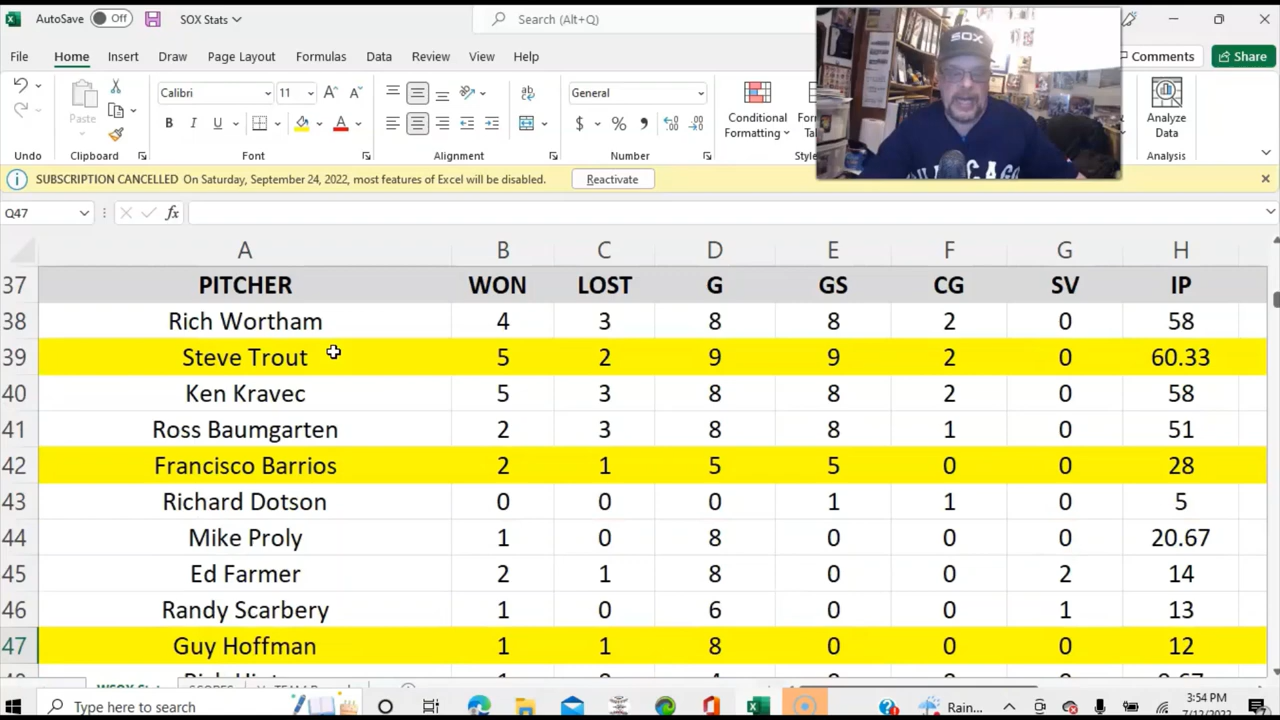 AutoSave Off SOX Stats Search (Alt+Q)
SOX
File Home Insert Draw Page Layout Formulas Data Review View Help Comments Share
Calibri 11 General
Paste B I U Conditional Formatting Analyze Data
Undo Clipboard Font Alignment Number Analysis
SUBSCRIPTION CANCELLED On Saturday, September 24, 2022, most features of Excel will be disabled. Reactivate
Q47 fx
A B C D E F G H
37 PITCHER WON LOST G GS CG SV IP
38 Rich Wortham 4 3 8 8 2 0 58
39 Steve Trout 5 2 9 9 2 0 60.33
40 Ken Kravec 5 3 8 8 2 0 58
41 Ross Baumgarten 2 3 8 8 1 0 51
42 Francisco Barrios 2 1 5 5 0 0 28
43 Richard Dotson 0 0 0 1 1 0 5
44 Mike Proly 1 0 8 0 0 0 20.67
45 Ed Farmer 2 1 8 0 0 2 14
46 Randy Scarbery 1 0 6 0 0 1 13
47 Guy Hoffman 1 1 8 0 0 0 12
Type here to search Rain... 3:54 PM
7/12/2022